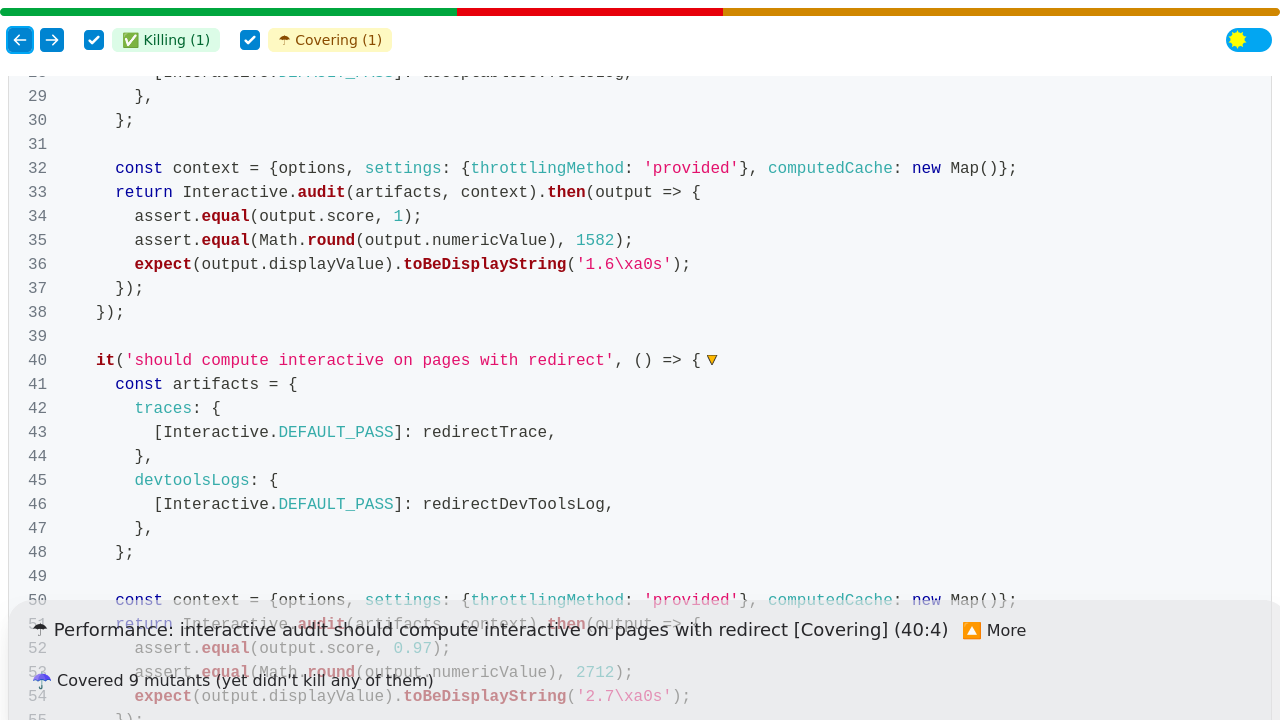 ✅ Killing (1)
☂ Covering (1)
29 },
30 };
31
32 const context = {options, settings: {throttlingMethod: 'provided'}, computedCache: new Map()};
33 return Interactive.audit(artifacts, context).then(output => {
34 assert.equal(output.score, 1);
35 assert.equal(Math.round(output.numericValue), 1582);
36 expect(output.displayValue).toBeDisplayString('1.6\xa0s');
37 });
38 });
39
40 it('should compute interactive on pages with redirect', () => {
41 const artifacts = {
42 traces: {
43 [Interactive.DEFAULT_PASS]: redirectTrace,
44 },
45 devtoolsLogs: {
46 [Interactive.DEFAULT_PASS]: redirectDevToolsLog,
47 },
48 };
49
50 const context = {options, settings: {throttlingMethod: 'provided'}, computedCache: new Map()};
51 return Interactive.audit(artifacts, context).then(output => {
☂ Performance: interactive audit should compute interactive on pages with redirect [Covering] (40:4) 🔼 More
52 assert.equal(output.score, 0.97);
53 assert.equal(Math.round(output.numericValue), 2712);
☔ Covered 9 mutants (yet didn't kill any of them)
54 expect(output.displayValue).toBeDisplayString('2.7\xa0s');
55 });